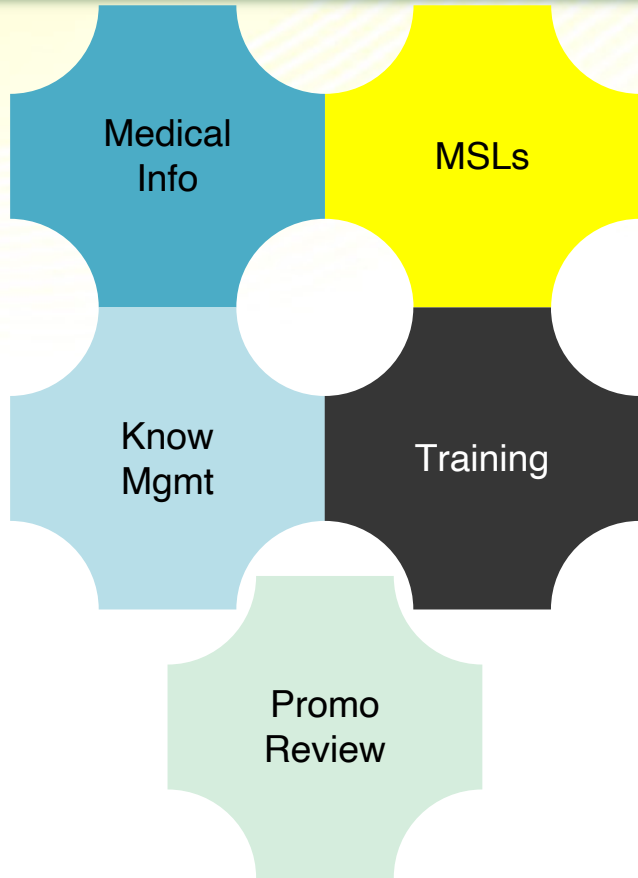 Medical
Info
MSLs
Know
Mgmt
Training
Promo
Review